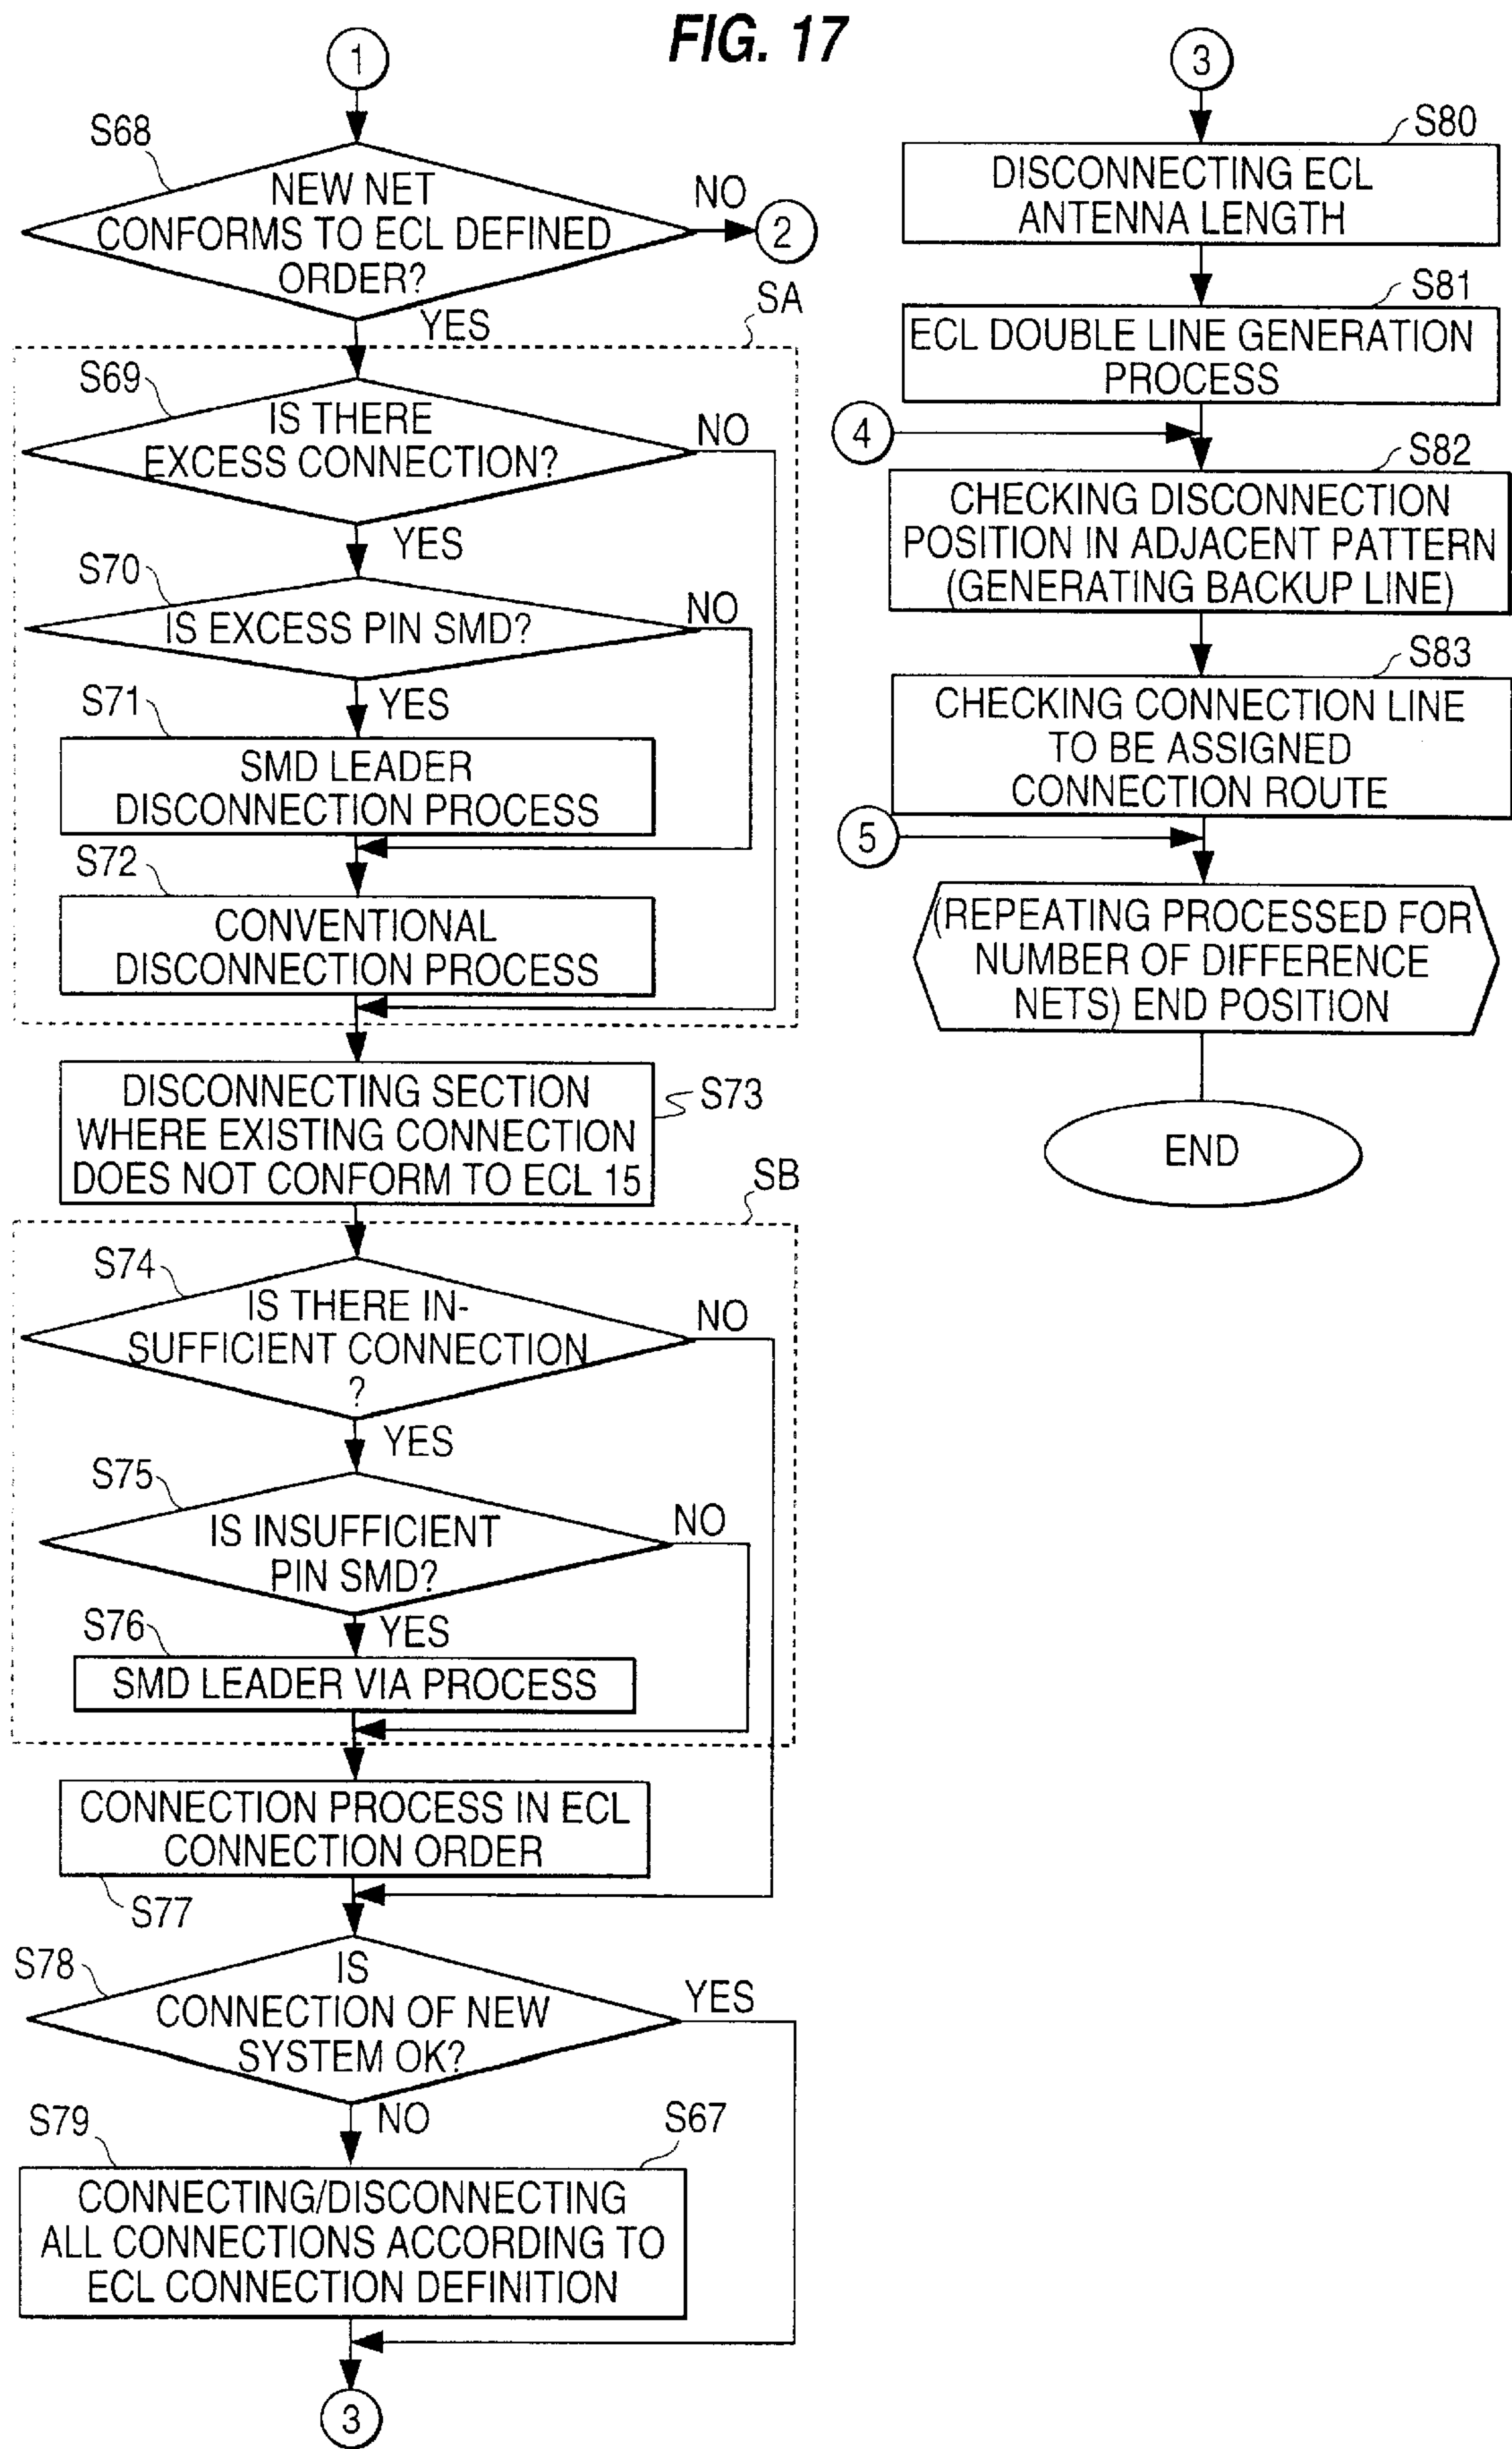 FIG. 17
1
S68
NEW NET
CONFORMS TO ECL DEFINED
ORDER?
NO
2
YES
SA
S69
IS THERE
EXCESS CONNECTION?
NO
YES
S70
IS EXCESS PIN SMD?
NO
YES
S71
SMD LEADER
DISCONNECTION PROCESS
S72
CONVENTIONAL
DISCONNECTION PROCESS
DISCONNECTING SECTION
WHERE EXISTING CONNECTION
DOES NOT CONFORM TO ECL 15
S73
SB
S74
IS THERE IN-
SUFFICIENT CONNECTION
?
NO
YES
S75
IS INSUFFICIENT
PIN SMD?
NO
YES
S76
SMD LEADER VIA PROCESS
CONNECTION PROCESS IN ECL
CONNECTION ORDER
S77
S78
IS
CONNECTION OF NEW
SYSTEM OK?
YES
NO
S79
S67
CONNECTING/DISCONNECTING
ALL CONNECTIONS ACCORDING TO
ECL CONNECTION DEFINITION
3
3
S80
DISCONNECTING ECL
ANTENNA LENGTH
S81
ECL DOUBLE LINE GENERATION
PROCESS
4
S82
CHECKING DISCONNECTION
POSITION IN ADJACENT PATTERN
(GENERATING BACKUP LINE)
S83
CHECKING CONNECTION LINE
TO BE ASSIGNED
CONNECTION ROUTE
5
(REPEATING PROCESSED FOR
NUMBER OF DIFFERENCE
NETS) END POSITION
END